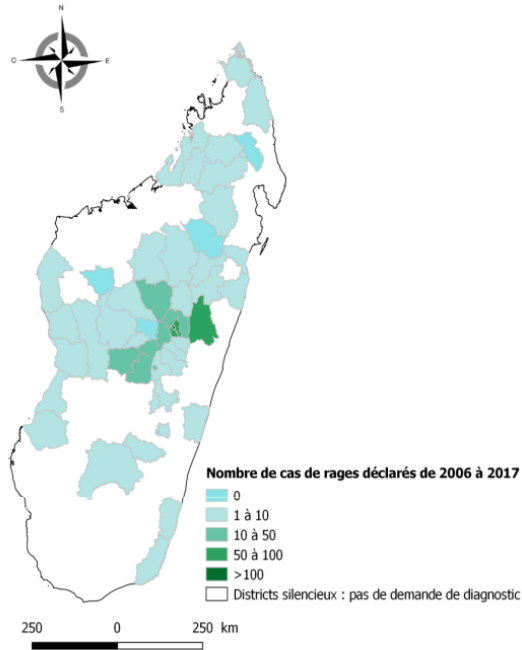 N
O
E
S
Nombre de cas de rages déclarés de 2006 à 2017
0
1 à 10
10 à 50
50 à 100
>100
Districts silencieux : pas de demande de diagnostic
250 0 250 km